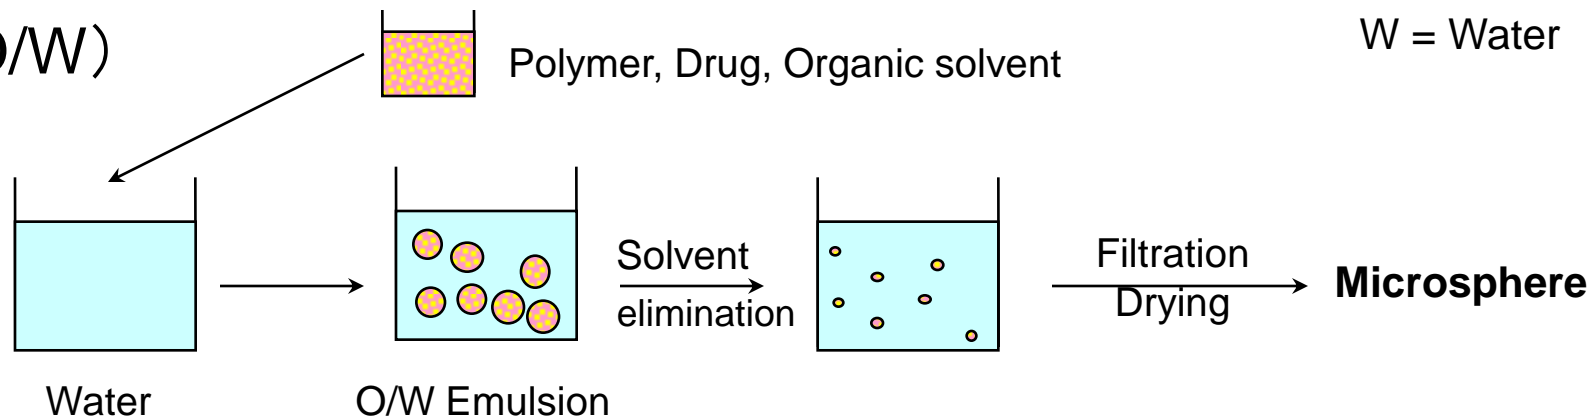 /W)
W = Water
Polymer, Drug, Organic solvent
Solvent
elimination
Filtration
Drying
Microsphere
Water
O/W Emulsion